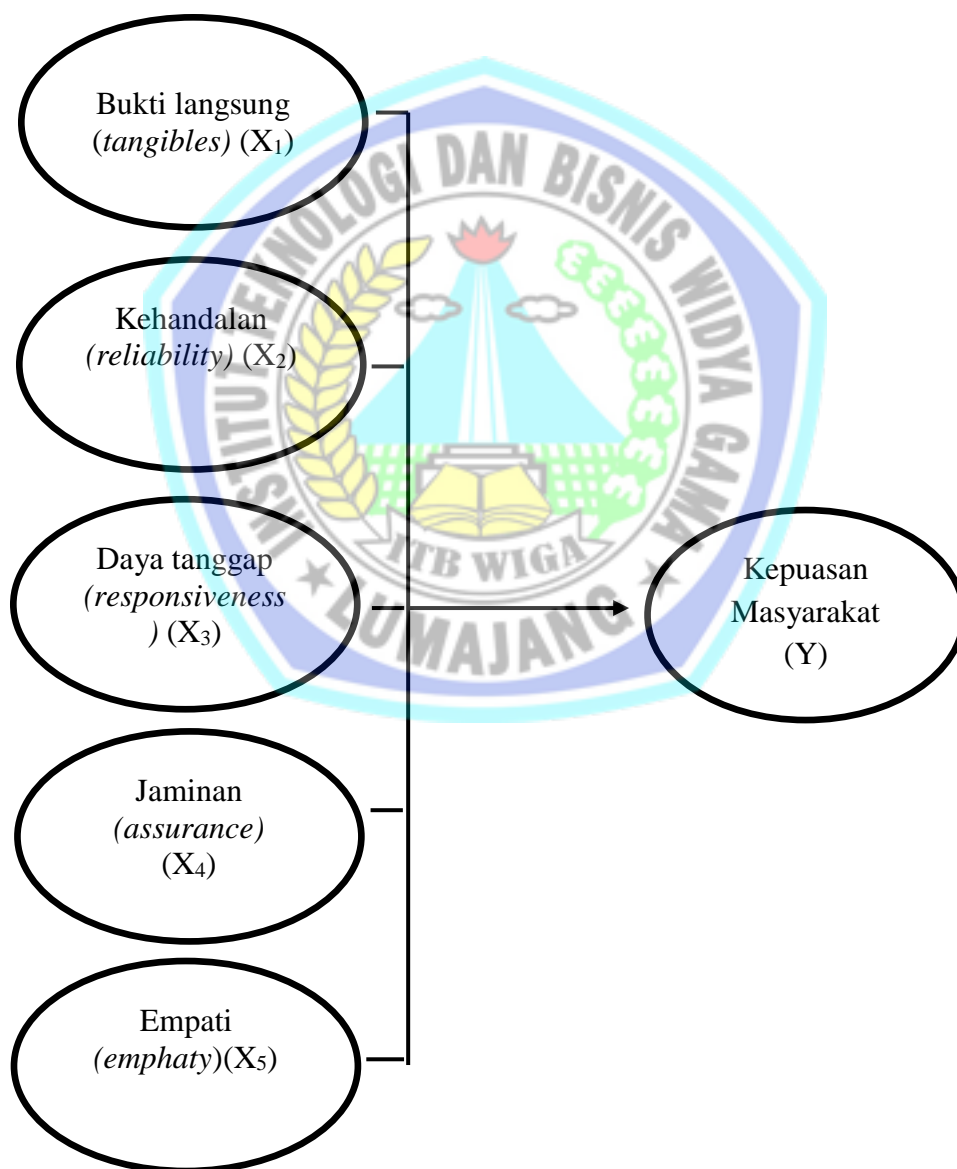 Bukti langsung
(tangibles) (X₁)
Kehandalan
(reliability) (X₂)
Daya tanggap
(responsiveness
) (X₃)
Jaminan
(assurance)
(X₄)
Empati
(emphaty)(X₅)
Kepuasan
Masyarakat
(Y)
INSTITUT TEKNOLOGI DAN BISNIS WIDYA GAMA
ITB WIGA
LUMAJANG